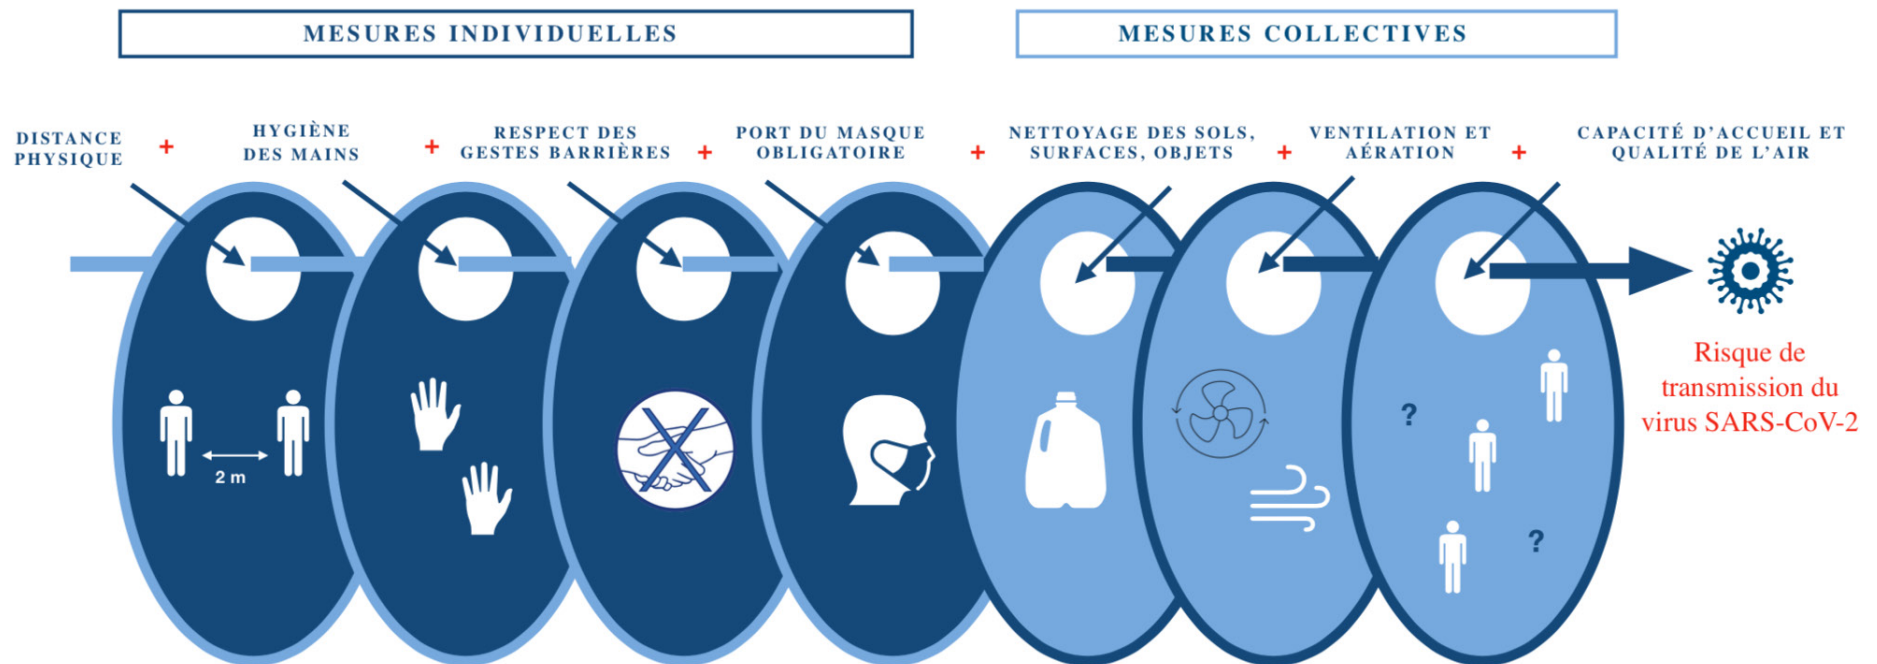 MESURES INDIVIDUELLES
MESURES COLLECTIVES
DISTANCE
PHYSIQUE
+
HYGIÈNE
DES MAINS
+
RESPECT DES
GESTES BARRIÈRES
+
PORT DU MASQUE
OBLIGATOIRE
+
NETTOYAGE DES SOLS,
SURFACES, OBJETS
+
VENTILATION ET
AÉRATION
+
CAPACITÉ D'ACCUEIL ET
QUALITÉ DE L'AIR
2 m
?
?
Risque de
transmission du
virus SARS-CoV-2